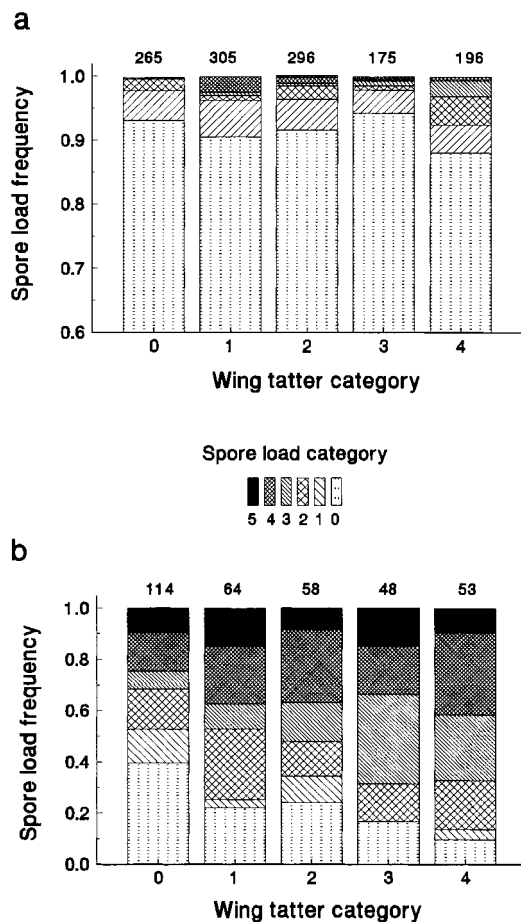 a
265 305 296 175 196
1.0
0.9
0.8
0.7
0.6
Spore load frequency
0 1 2 3 4
Wing tatter category
Spore load category
5 4 3 2 1 0
b
114 64 58 48 53
1.0
0.8
0.6
0.4
0.2
0.0
Spore load frequency
0 1 2 3 4
Wing tatter category